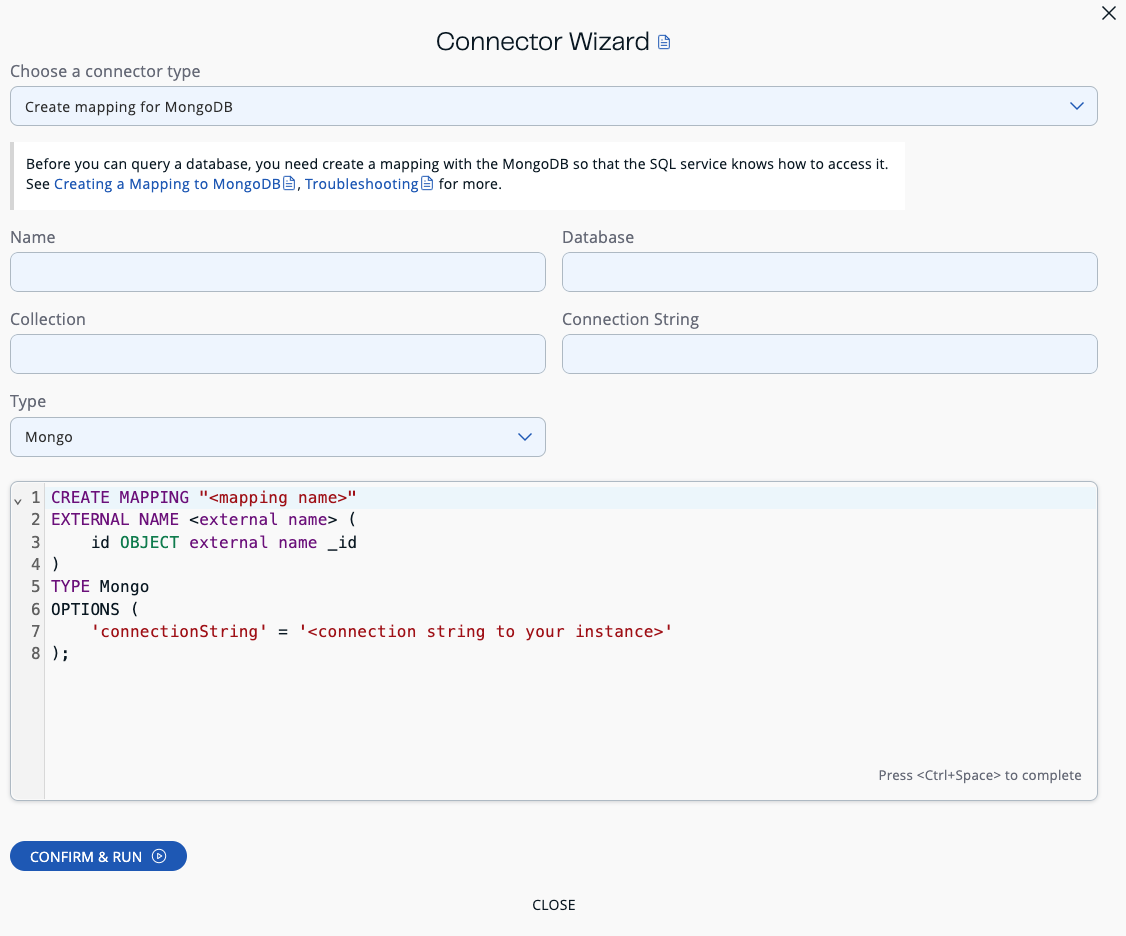 Connector Wizard
Choose a connector type
Create mapping for MongoDB
Before you can query a database, you need create a mapping with the MongoDB so that the SQL service knows how to access it.
See Creating a Mapping to MongoDB, Troubleshooting for more.
Name
Database
Collection
Connection String
Type
Mongo
1 CREATE MAPPING "<mapping name>"
2 EXTERNAL NAME <external name> (
3     id OBJECT external name _id
4 )
5 TYPE Mongo
6 OPTIONS (
7     'connectionString' = '<connection string to your instance>'
8 );
Press <Ctrl+Space> to complete
CONFIRM & RUN
CLOSE